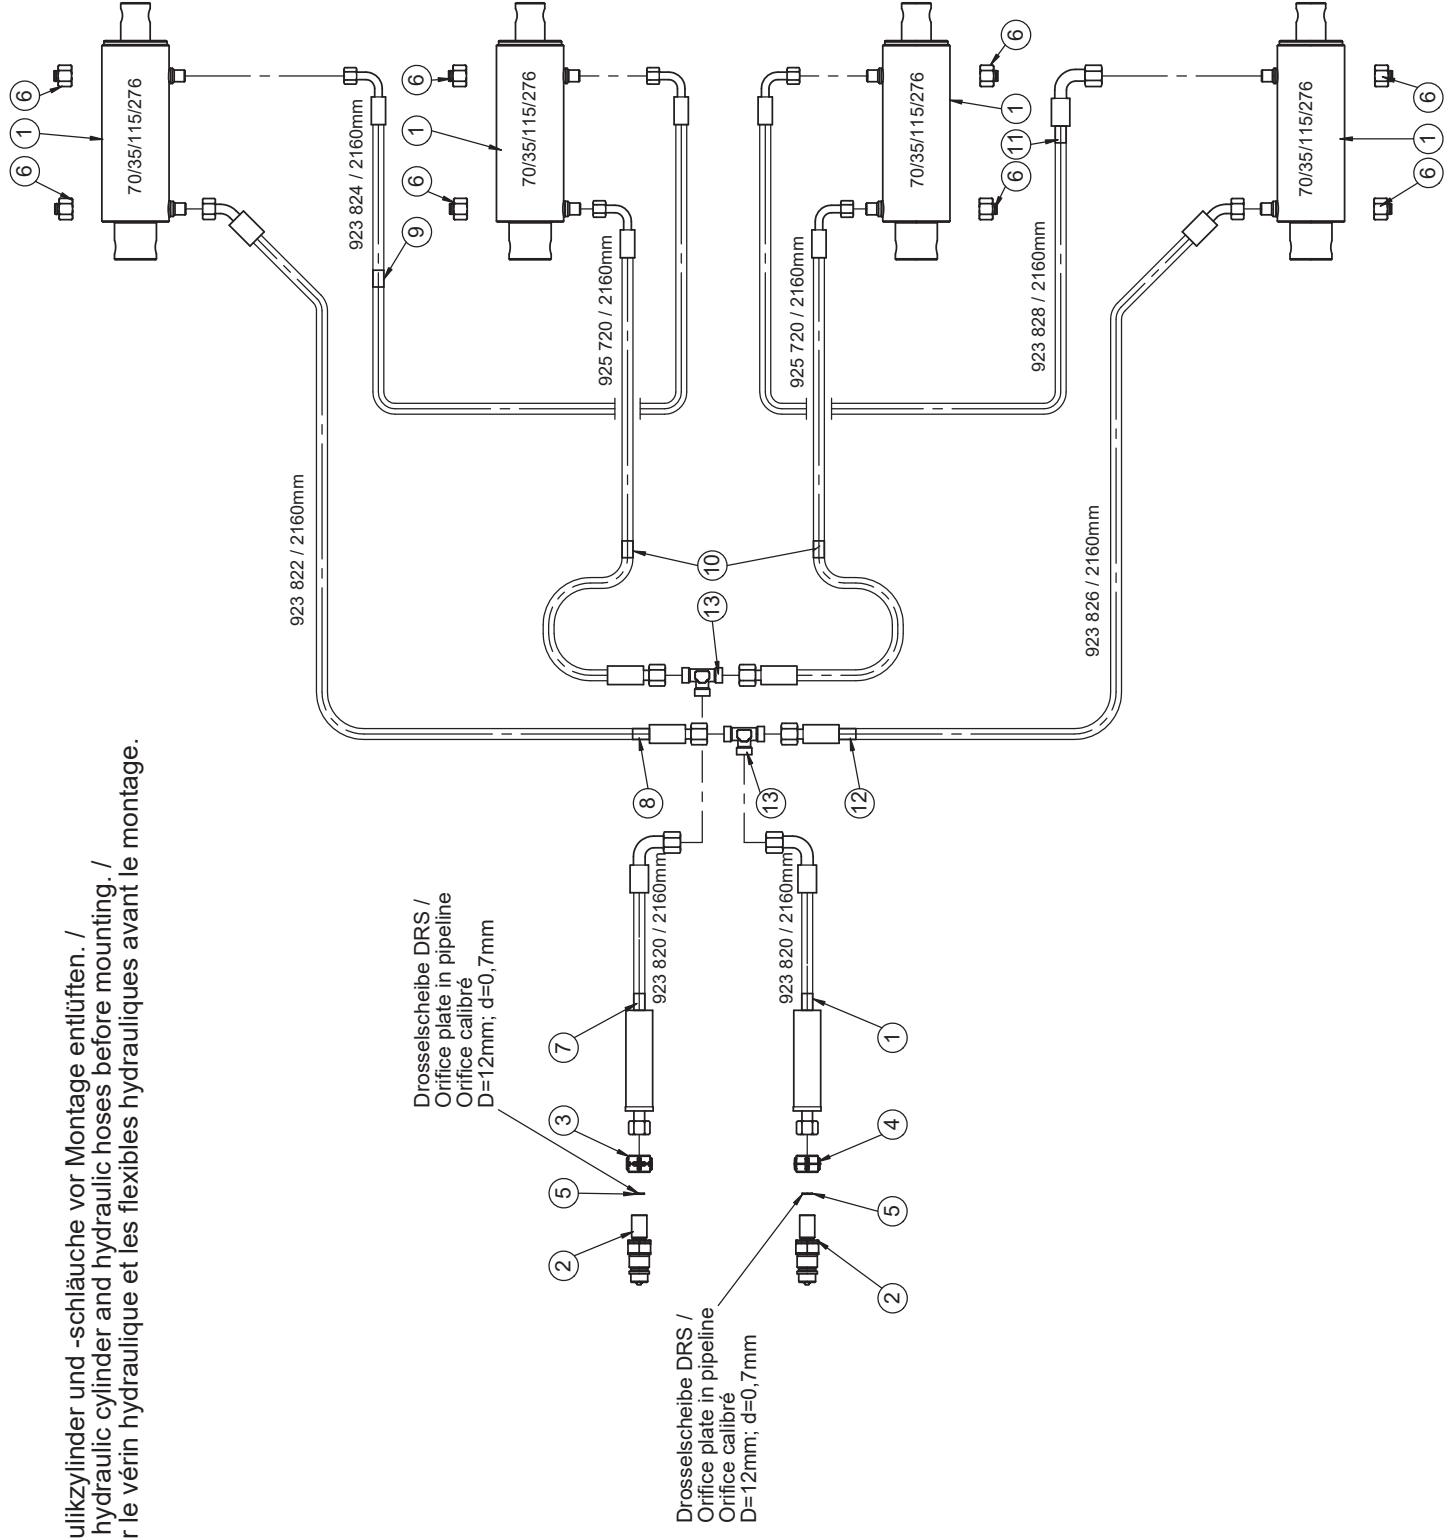 ulikzylinder und -schläuche vor Montage entlüften. /
hydraulic cylinder and hydraulic hoses before mounting. /
r le vérin hydraulique et les flexibles hydrauliques avant le montage.
6
1
6
70/35/115/276
923 824 / 2160mm
9
6
1
6
70/35/115/276
925 720 / 2160mm
925 720 / 2160mm
70/35/115/276
6
1
11
6
923 828 / 2160mm
70/35/115/276
6
1
6
923 822 / 2160mm
10
13
923 826 / 2160mm
8
13
12
Drosselscheibe DRS /
Orifice plate in pipeline
Orifice calibré
D=12mm; d=0,7mm
923 820 / 2160mm
923 820 / 2160mm
7
1
3
4
5
5
2
2
Drosselscheibe DRS /
Orifice plate in pipeline
Orifice calibré
D=12mm; d=0,7mm